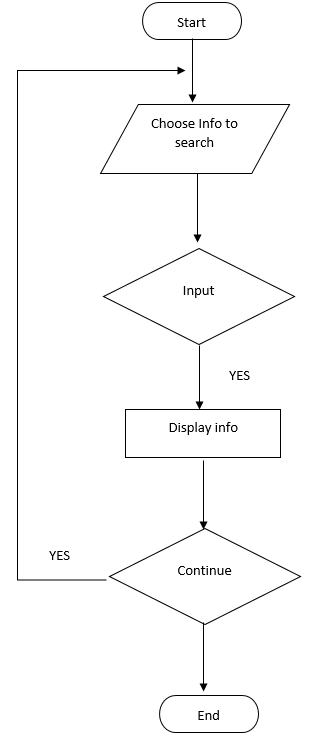 Start
Choose Info to
search
Input
YES
Display info
YES
Continue
End